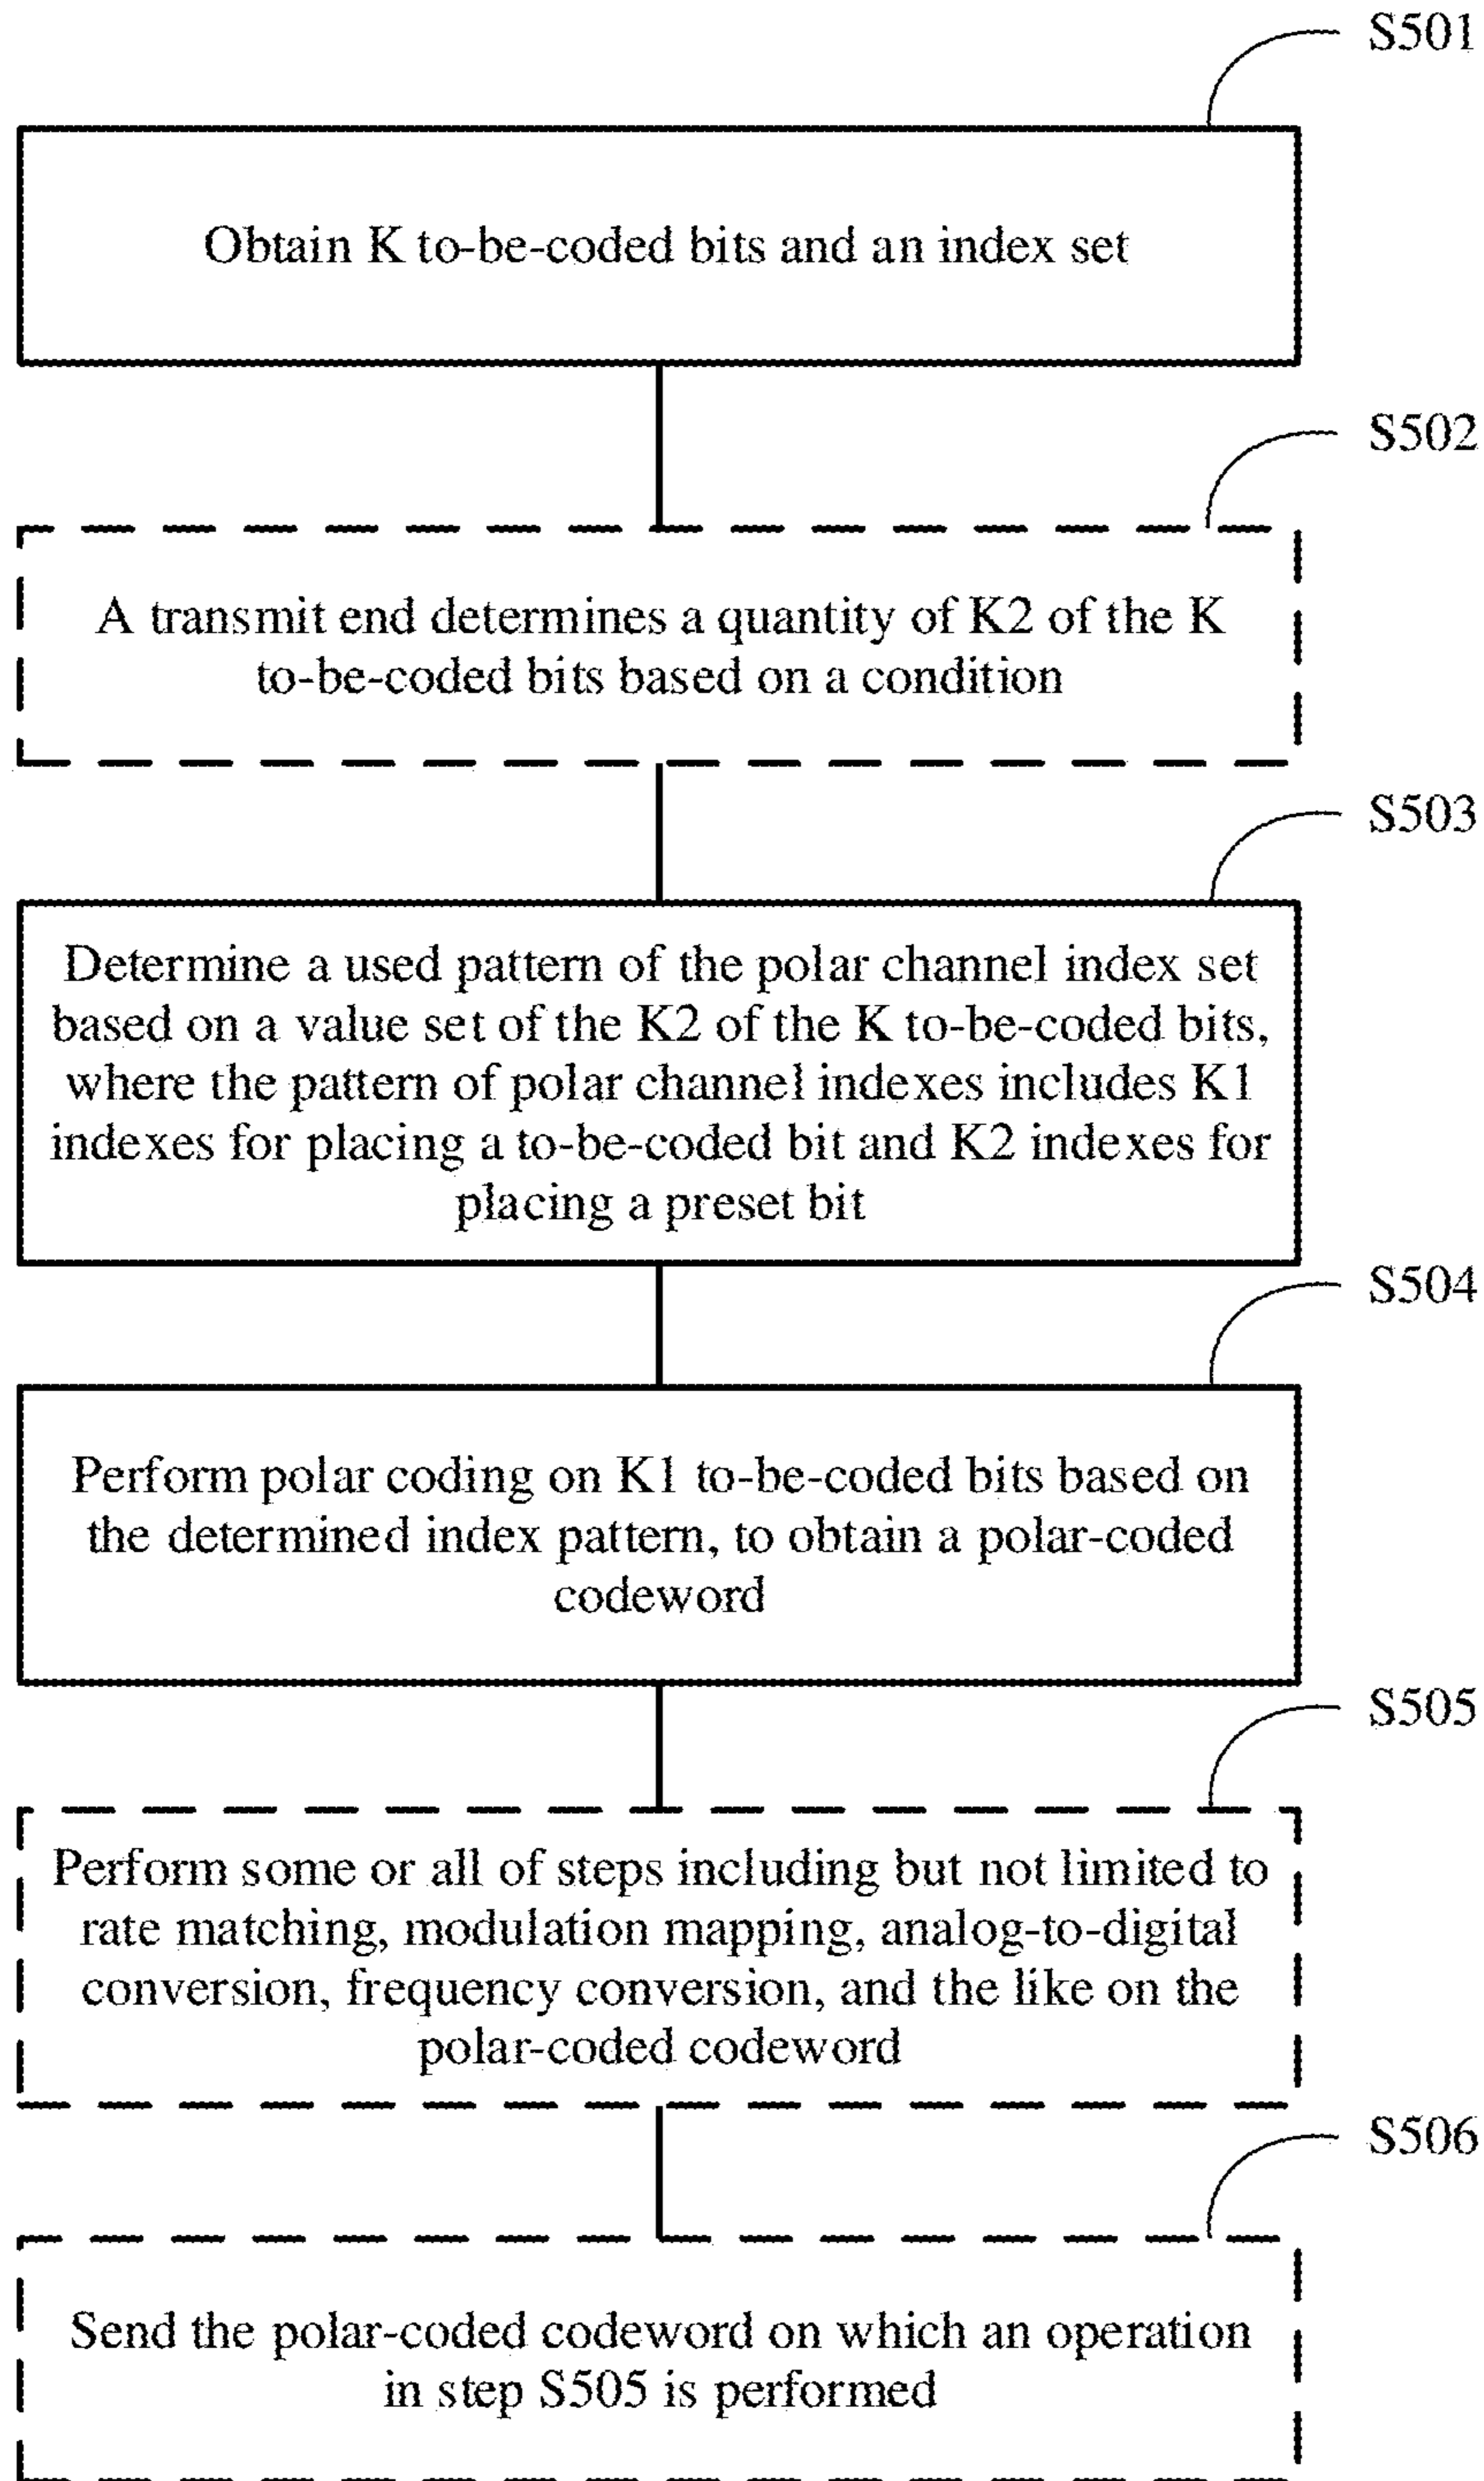 S501
Obtain K to-be-coded bits and an index set
S502
A transmit end determines a quantity of K2 of the K
to-be-coded bits based on a condition
S503
Determine a used pattern of the polar channel index set
based on a value set of the K2 of the K to-be-coded bits,
where the pattern of polar channel indexes includes K1
indexes for placing a to-be-coded bit and K2 indexes for
placing a preset bit
S504
Perform polar coding on K1 to-be-coded bits based on
the determined index pattern, to obtain a polar-coded
codeword
S505
Perform some or all of steps including but not limited to
rate matching, modulation mapping, analog-to-digital
conversion, frequency conversion, and the like on the
polar-coded codeword
S506
Send the polar-coded codeword on which an operation
in step S505 is performed